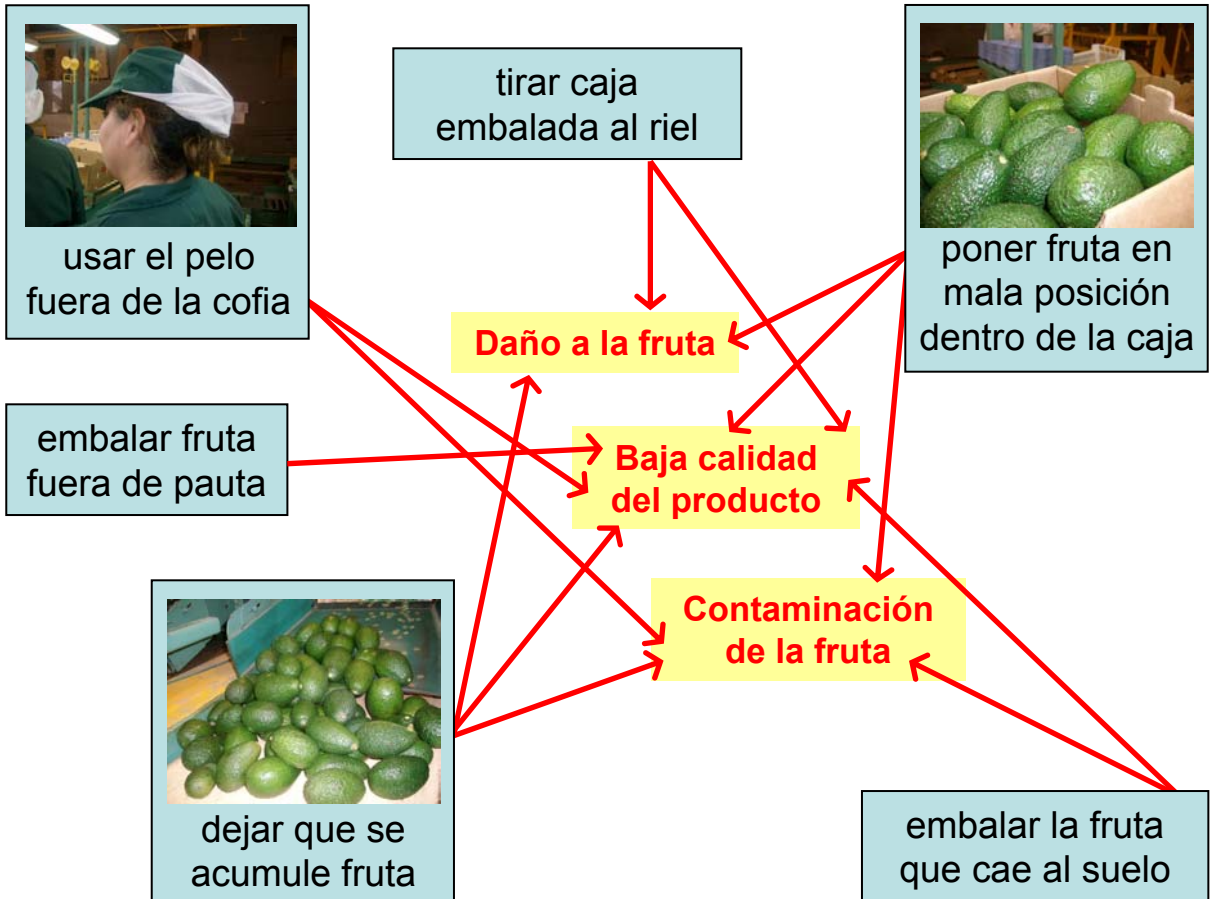 tirar caja
embalada al riel
usar el pelo
fuera de la cofia
poner fruta en
mala posición
dentro de la caja
Daño a la fruta
embalar fruta
fuera de pauta
Baja calidad
del producto
Contaminación
de la fruta
dejar que se
acumule fruta
embalar la fruta
que cae al suelo